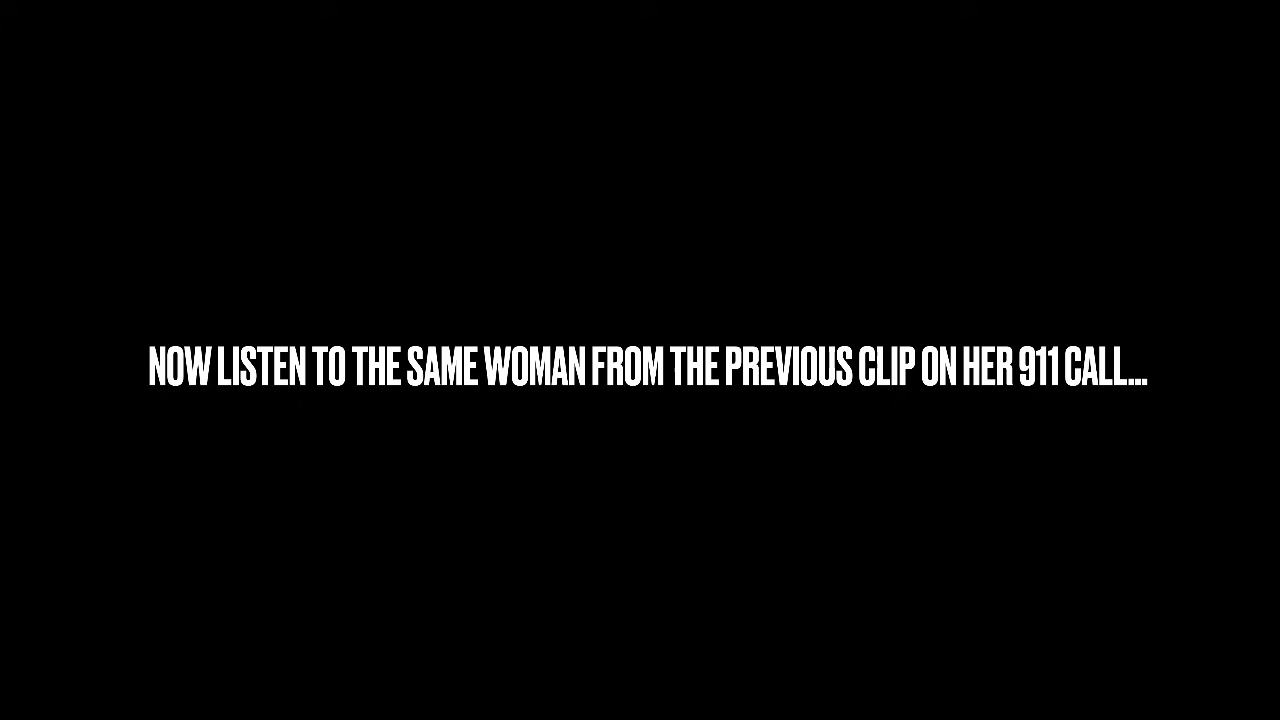 NOW LISTEN TO THE SAME WOMAN FROM THE PREVIOUS CLIP ON HER 911 CALL...